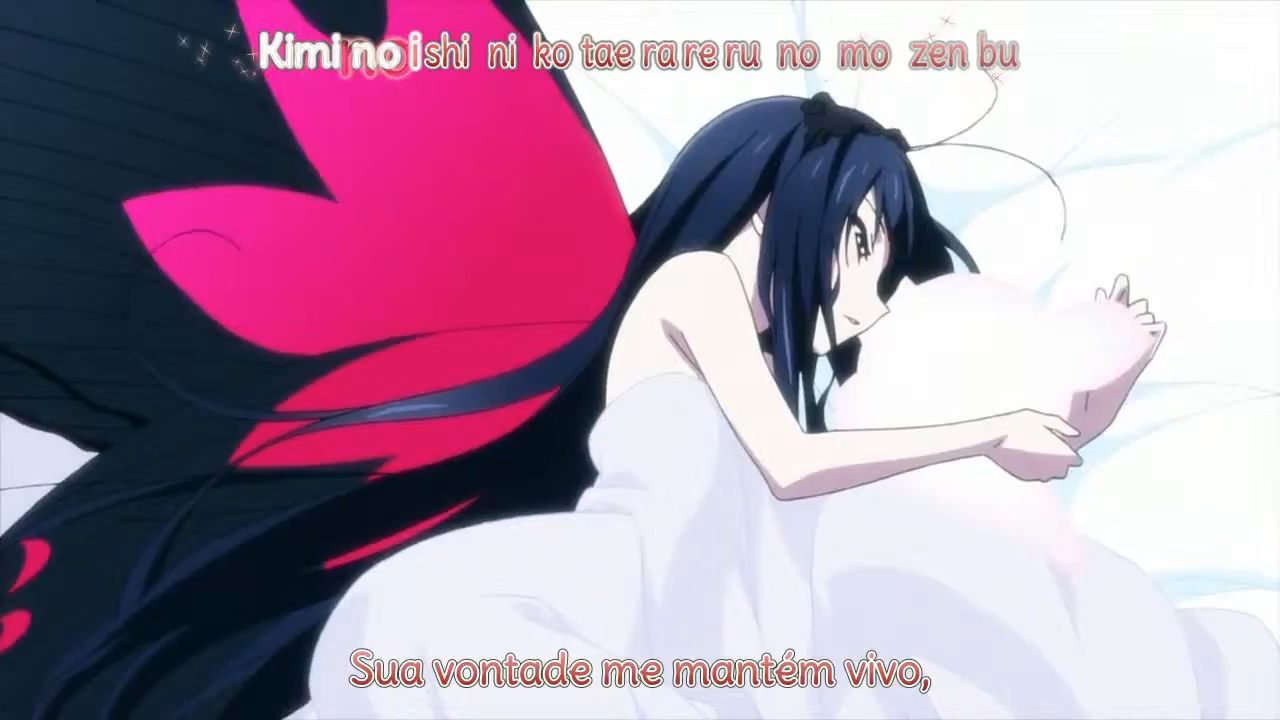 Kimi no ishi ni ko tae ra re ru no mo zen bu
Sua vontade me mantém vivo,